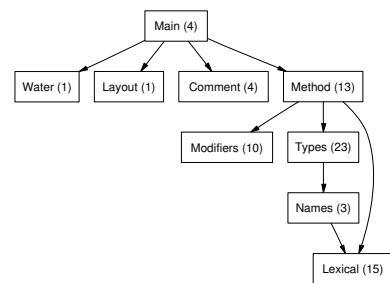 Main (4)
Water (1) Layout (1) Comment (4) Method (13)
Modifiers (10) Types (23)
Names (3)
Lexical (15)